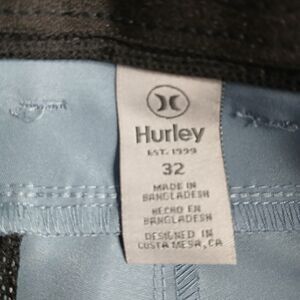 Hurley
EST. 1999
32
MADE IN
BANGLADESH
HECHO EN
BANGLADESH
DESIGNED IN
COSTA MESA, CA